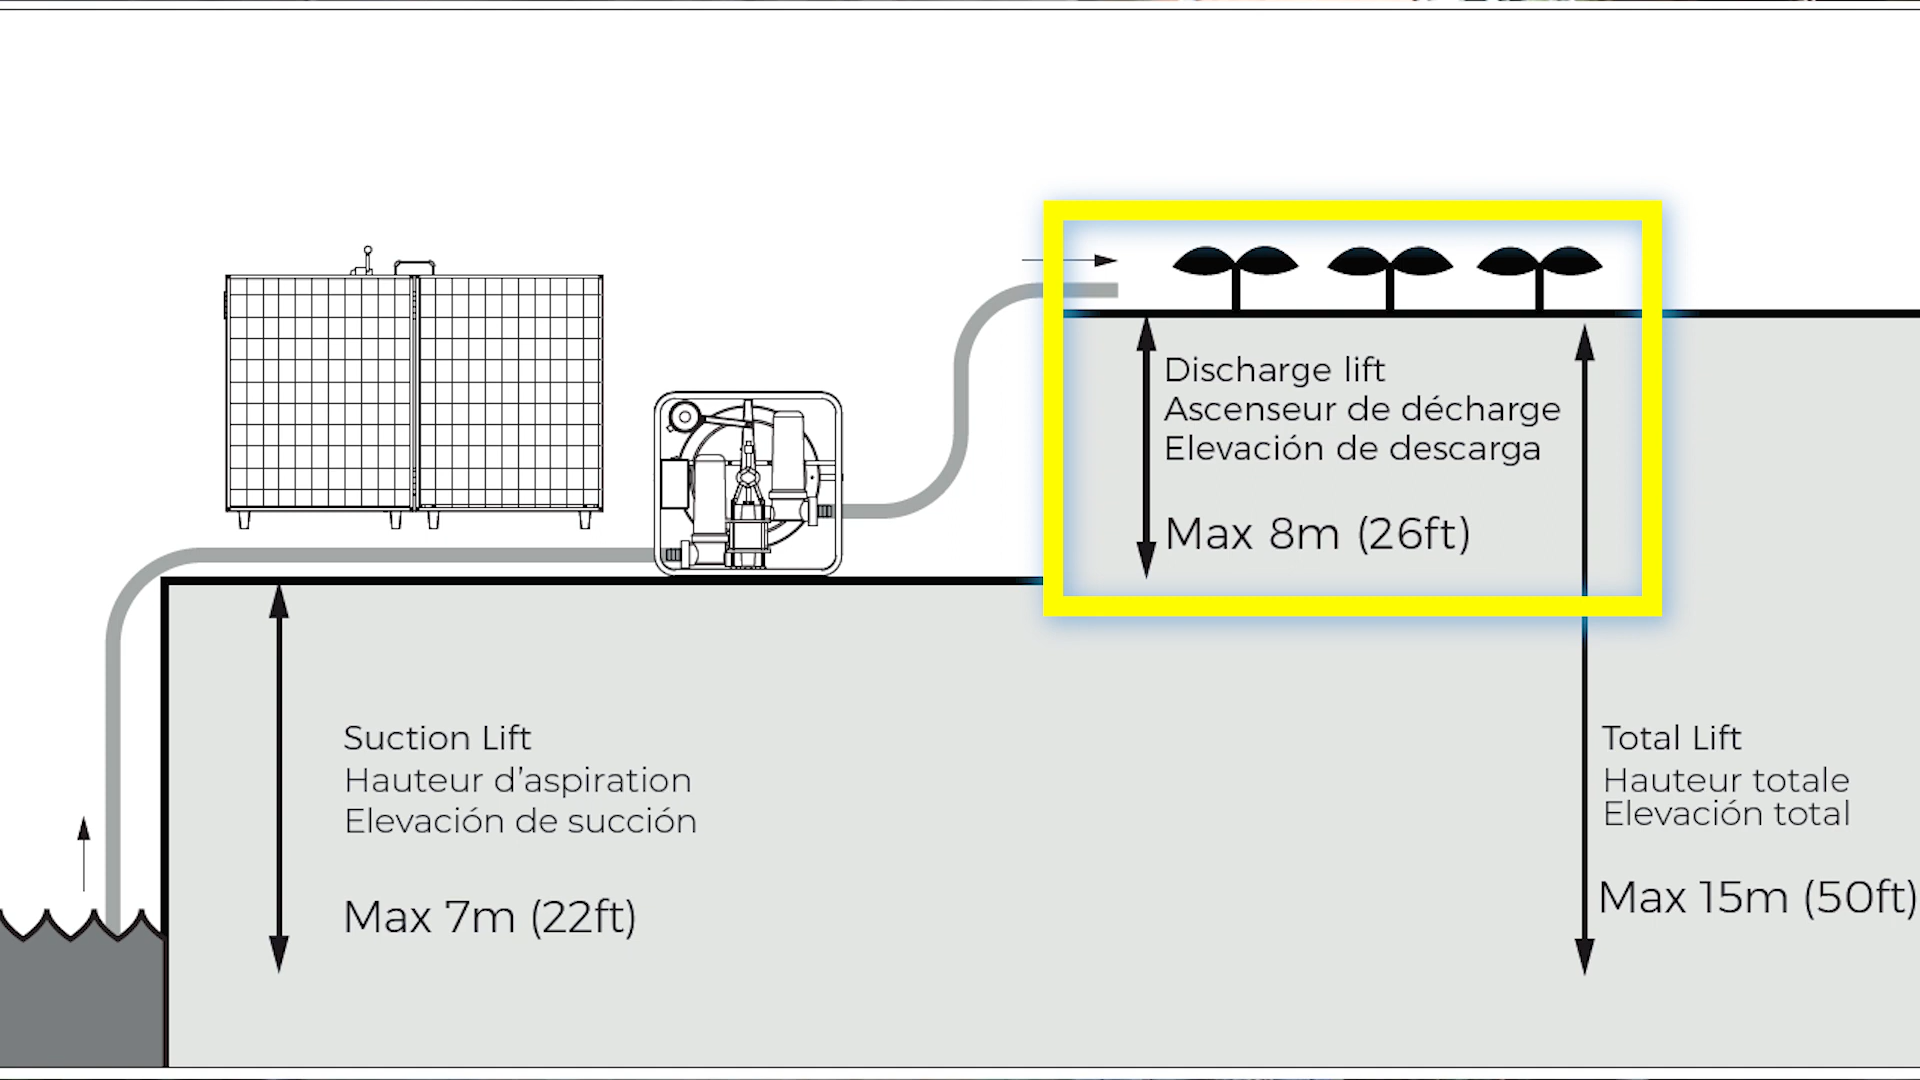 Discharge lift
Ascenseur de décharge
Elevación de descarga
Max 8m (26ft)
Suction Lift
Hauteur d'aspiration
Elevación de succión
Max 7m (22ft)
Total Lift
Hauteur totale
Elevación total
Max 15m (50ft)